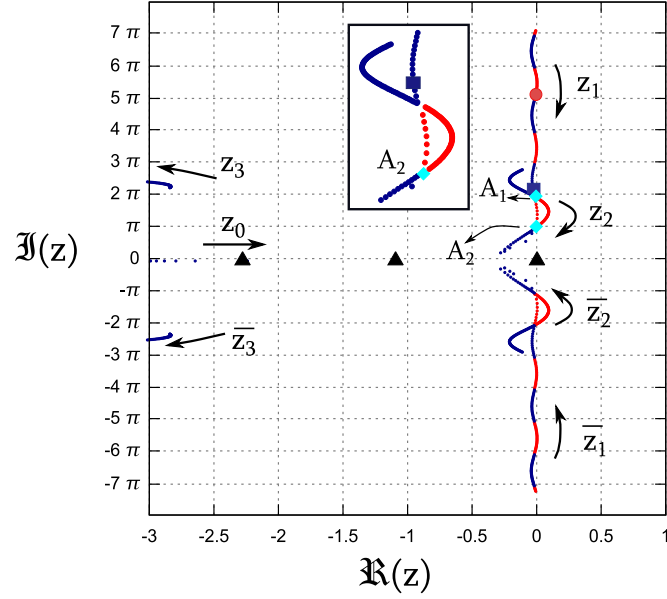 7 π
6 π
5 π
4 π
3 π
2 π
π
0
-π
-2 π
-3 π
-4 π
-5 π
-6 π
-7 π
ℑ(z)
z₃
z₀
z̅₃
A₂
z₁
A₁
z₂
A₂
z̅₂
z̅₁
-3 -2.5 -2 -1.5 -1 -0.5 0 0.5 1
ℜ(z)